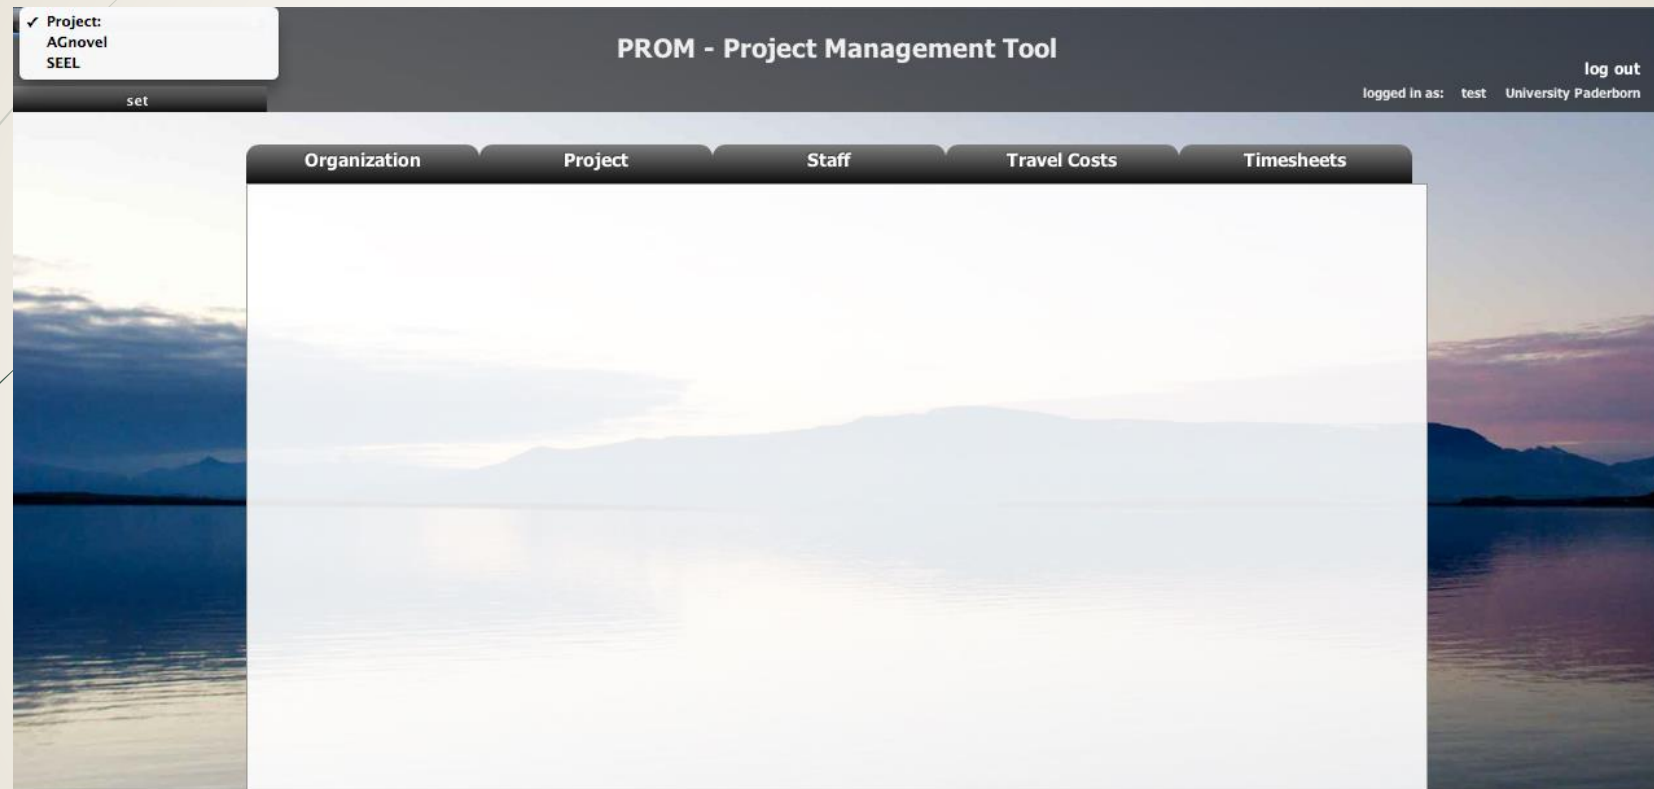 ✓ Project:
AGnovel
SEEL
set
PROM - Project Management Tool
log out
logged in as: test University Paderborn
Organization Project Staff Travel Costs Timesheets